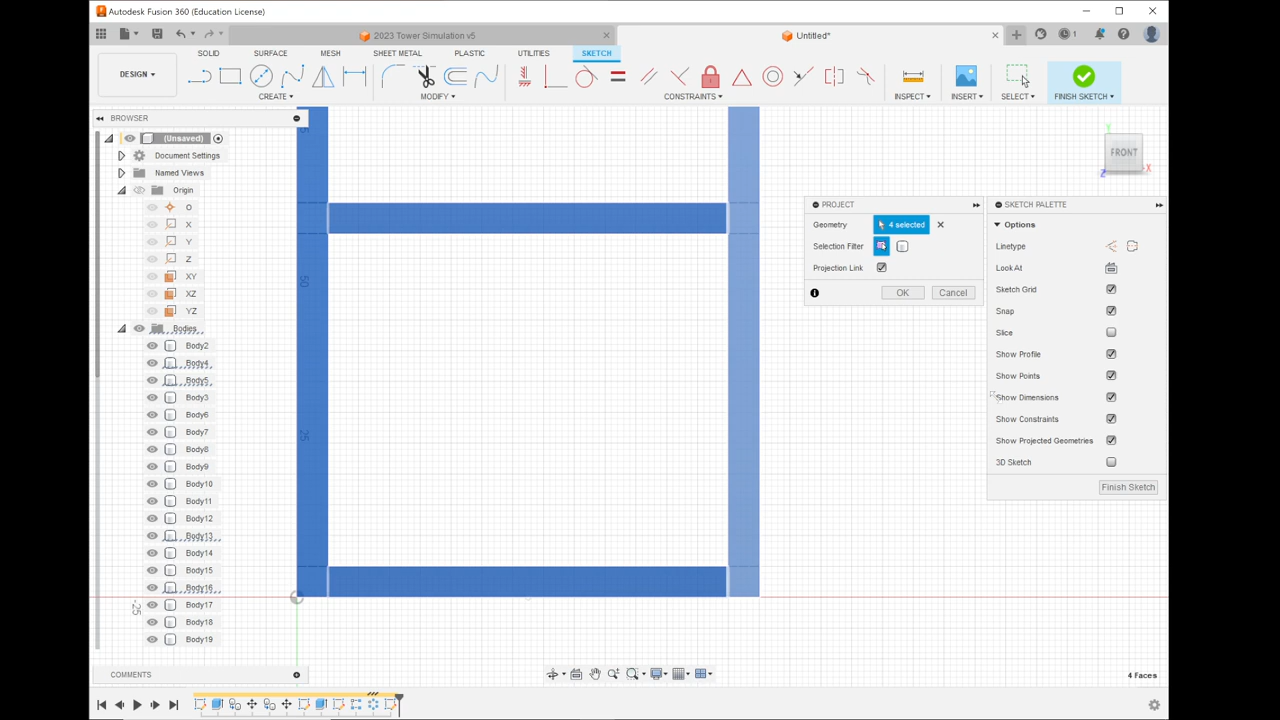 Autodesk Fusion 360 (Education License)
2023 Tower Simulation v5
Untitled*
1
DESIGN
SOLID SURFACE MESH SHEET METAL PLASTIC UTILITIES SKETCH
CREATE MODIFY CONSTRAINTS INSPECT INSERT SELECT FINISH SKETCH
BROWSER
(Unsaved)
Document Settings
Named Views
Origin
O
X
Y
Z
XY
XZ
YZ
Bodies
Body2
Body4
Body5
Body3
Body6
Body7
Body8
Body9
Body10
Body11
Body12
Body13
Body14
Body15
Body16
Body17
Body18
Body19
COMMENTS
50
25
-25
Y
FRONT
X
Z
PROJECT
Geometry 4 selected
Selection Filter
Projection Link
OK Cancel
SKETCH PALETTE
Options
Linetype
Look At
Sketch Grid
Snap
Slice
Show Profile
Show Points
Show Dimensions
Show Constraints
Show Projected Geometries
3D Sketch
Finish Sketch
4 Faces